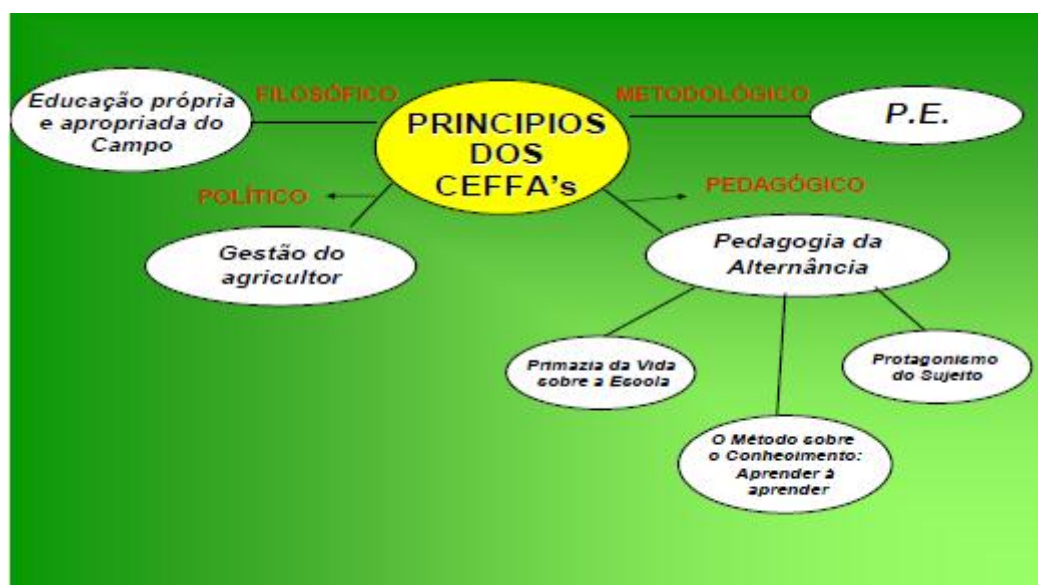 FILOSÓFICO
METODOLÓGICO
Educação própria
e apropriada do
Campo
PRINCIPIOS
DOS
CEFFA's
P.E.
POLÍTICO
PEDAGÓGICO
Gestão do
agricultor
Pedagogia da
Alternância
Primazia da Vida
sobre a Escola
Protagonismo
do Sujeito
O Método sobre
o Conhecimento:
Aprender à
aprender